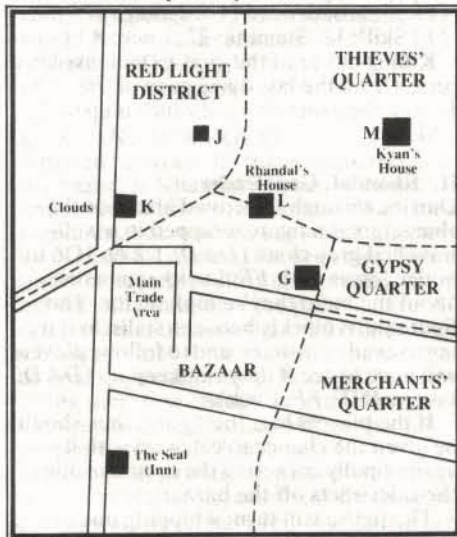 RED LIGHT
DISTRICT
THIEVES'
QUARTER
J
M
Kyan's
House
Rhandal's
House
Clouds
K
L
G
GYPSY
QUARTER
Main
Trade
Area
BAZAAR
MERCHANTS'
QUARTER
The Seal
(Inn)